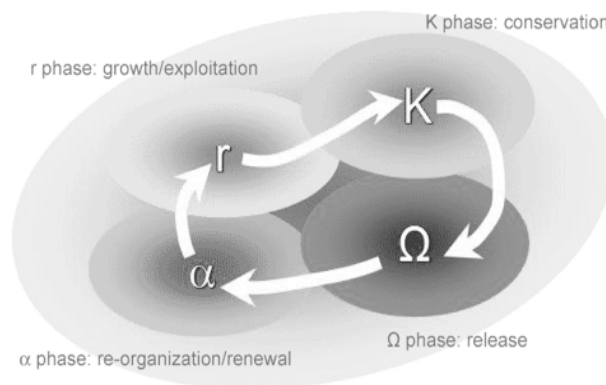 K phase: conservation
r phase: growth/exploitation
K
r
Ω
α
Ω phase: release
α phase: re-organization/renewal